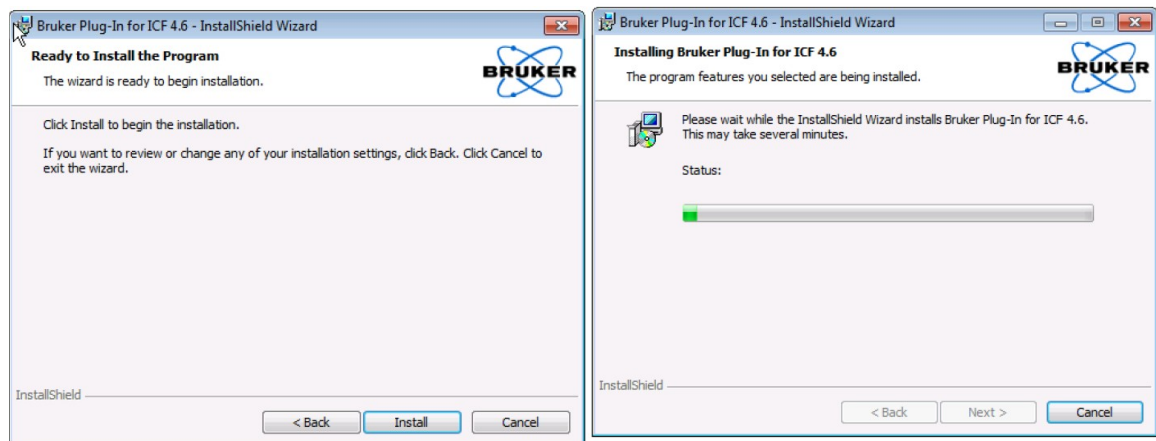 Bruker Plug-In for ICF 4.6 - InstallShield Wizard
Ready to Install the Program
The wizard is ready to begin installation.
BRUKER
Click Install to begin the installation.
If you want to review or change any of your installation settings, click Back. Click Cancel to
exit the wizard.
InstallShield
< Back
Install
Cancel
Bruker Plug-In for ICF 4.6 - InstallShield Wizard
Installing Bruker Plug-In for ICF 4.6
The program features you selected are being installed.
BRUKER
Please wait while the InstallShield Wizard installs Bruker Plug-In for ICF 4.6.
This may take several minutes.
Status:
InstallShield
< Back
Next >
Cancel